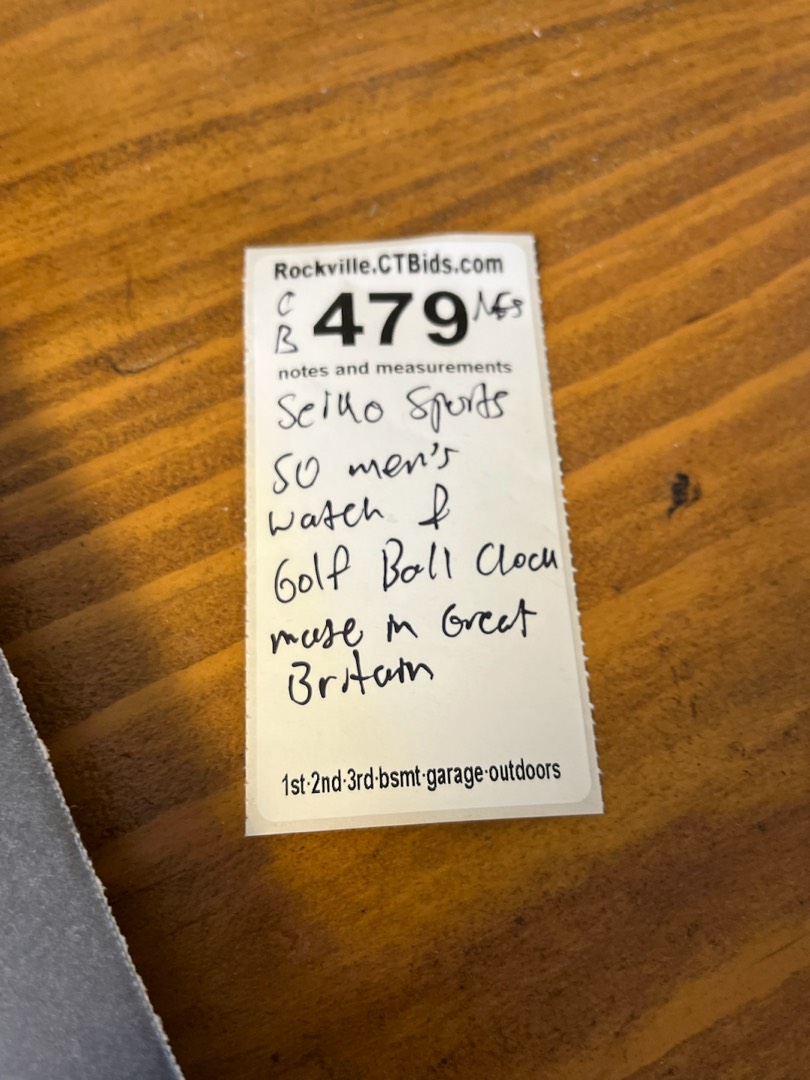 Rockville.CTBids.com
C
B
479
notes and measurements
Seiko Sports
50 men's
watch &
Golf Ball Clock
made in Great
Britain
1st·2nd·3rd·bsmt·garage·outdoors